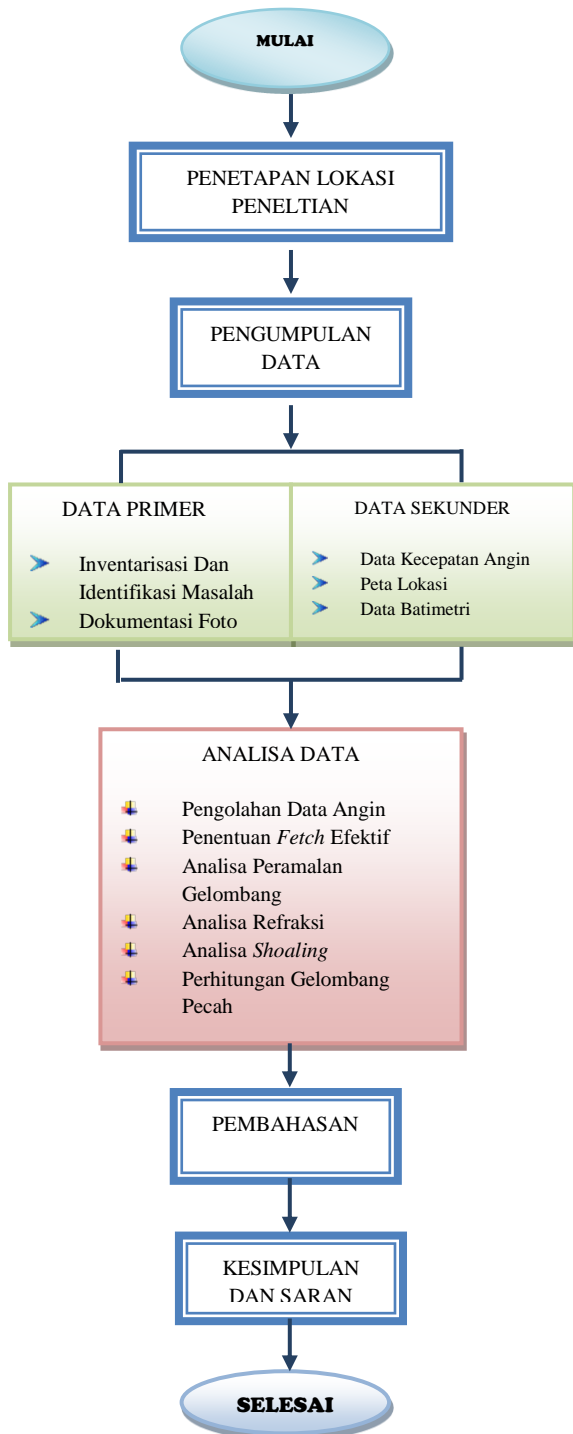 MULAI
PENETAPAN LOKASI
PENELTIAN
PENGUMPULAN
DATA
DATA PRIMER
Inventarisasi Dan
Identifikasi Masalah
Dokumentasi Foto
DATA SEKUNDER
Data Kecepatan Angin
Peta Lokasi
Data Batimetri
ANALISA DATA
Pengolahan Data Angin
Penentuan Fetch Efektif
Analisa Peramalan
Gelombang
Analisa Refraksi
Analisa Shoaling
Perhitungan Gelombang
Pecah
PEMBAHASAN
KESIMPULAN
DAN SARAN
SELESAI